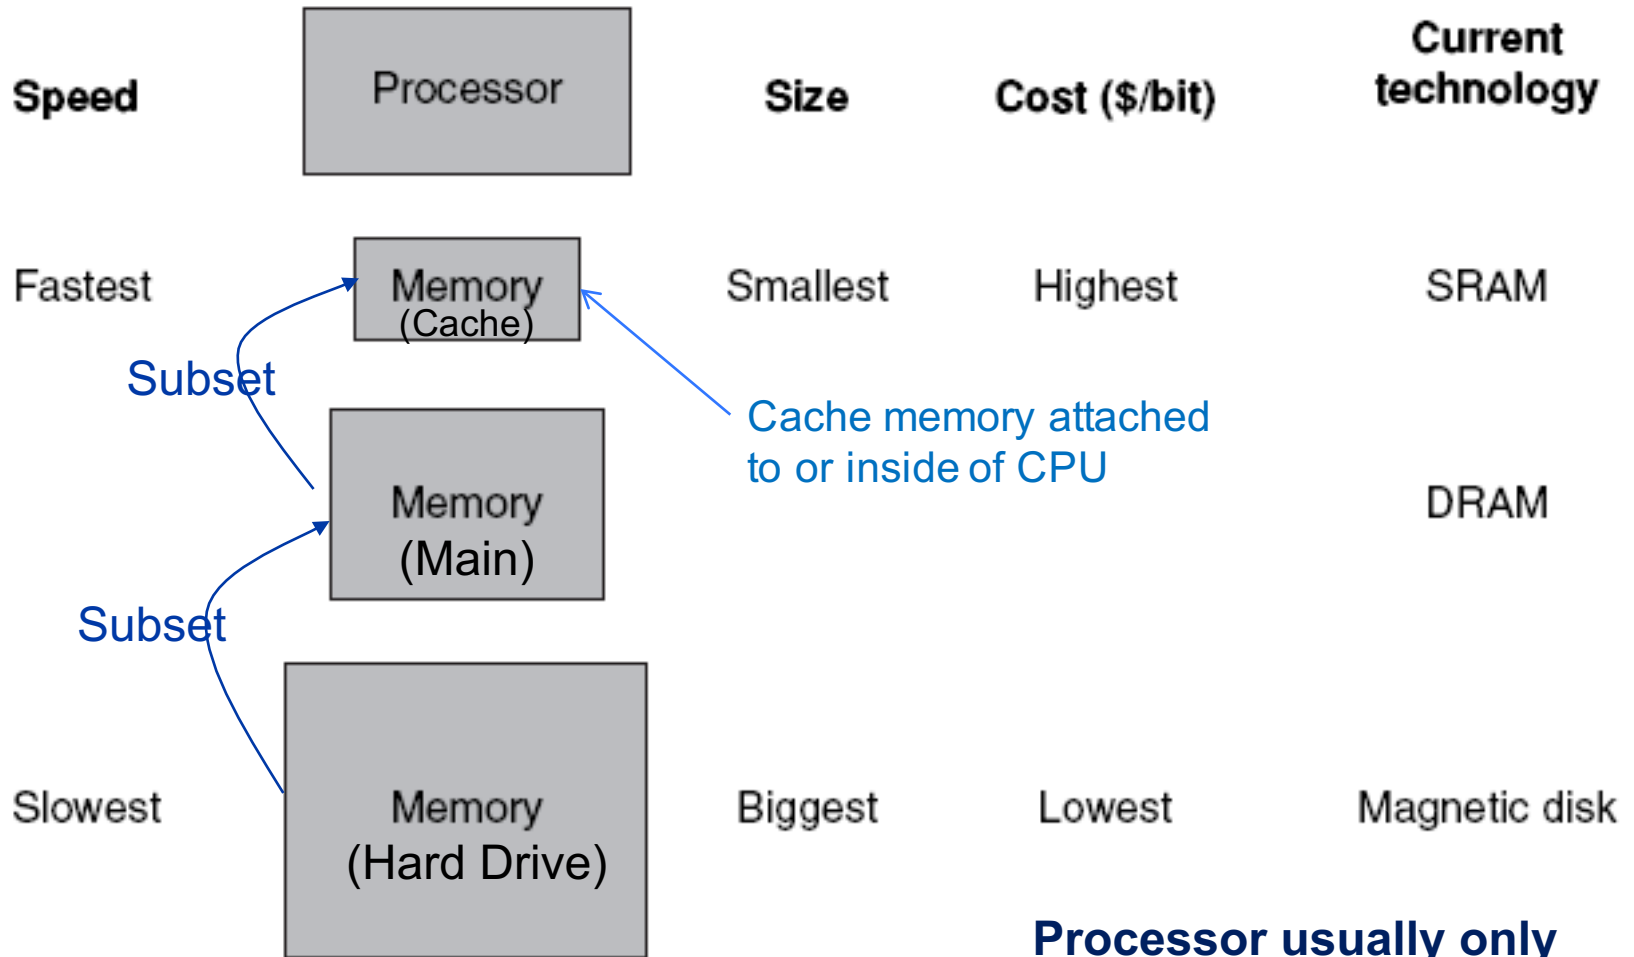 Speed
Processor
Size
Cost ($/bit)
Current
technology
Fastest
Memory
(Cache)
Smallest
Highest
SRAM
Subset
Cache memory attached
to or inside of CPU
Memory
(Main)
DRAM
Subset
Slowest
Memory
(Hard Drive)
Biggest
Lowest
Magnetic disk
Processor usually only